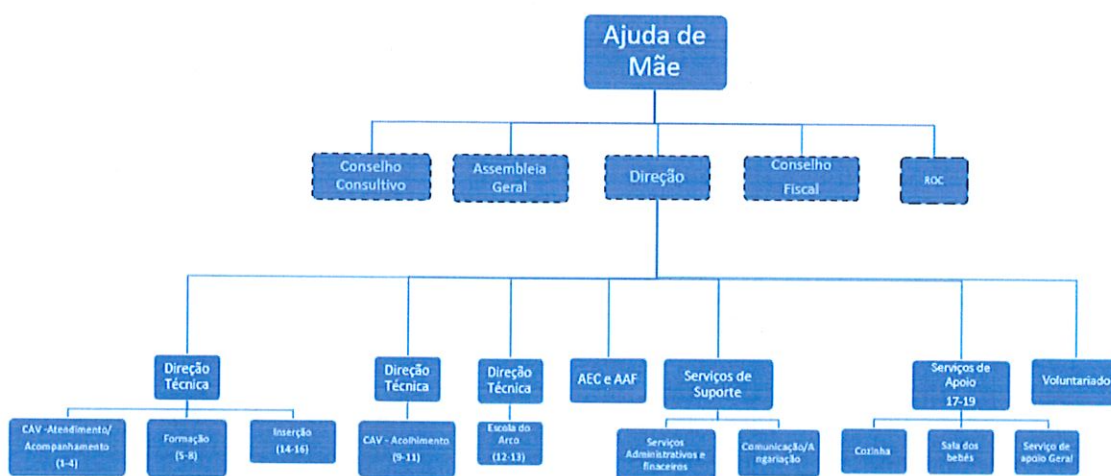 Ajuda de
Mãe
Conselho
Consultivo
Assembleia
Geral
Direção
Conselho
Fiscal
ROC
Direção
Técnica
Direção
Técnica
Direção
Técnica
AEC e AAF
Serviços de
Suporte
Serviços de
Apoio
17-19
Voluntariado
CAV -Atendimento/
Acompanhamento
(1-4)
Formação
(5-8)
Inserção
(14-16)
CAV - Acolhimento
(9-11)
Escola do
Arco
(12-13)
Serviços
Administrativos e
finaceiros
Comunicação/A
ngariação
Cozinha
Sala dos
bebés
Serviço de
apoio Geral